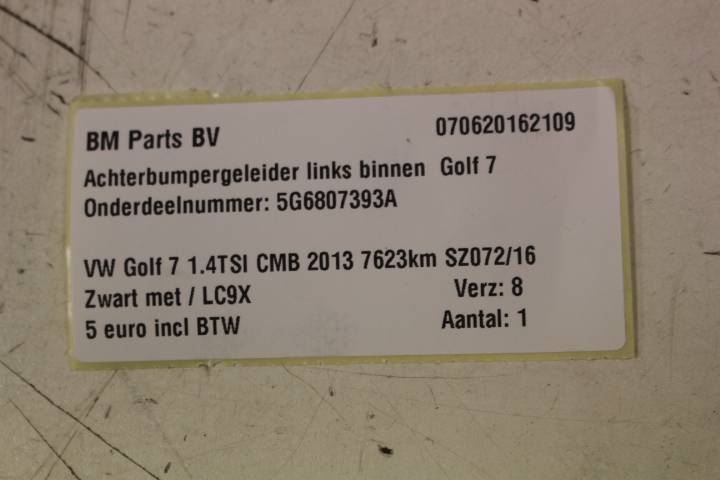 BM Parts BV 070620162109
Achterbumpergeleider links binnen Golf 7
Onderdeelnummer: 5G6807393A
VW Golf 7 1.4TSI CMB 2013 7623km SZ072/16
Zwart met / LC9X Verz: 8
5 euro incl BTW Aantal: 1